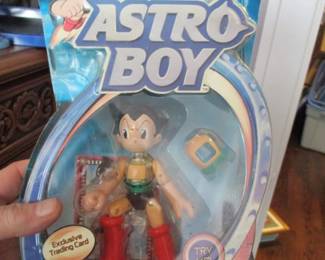 ASTRO
BOY
Exclusive
Trading Card
TRY